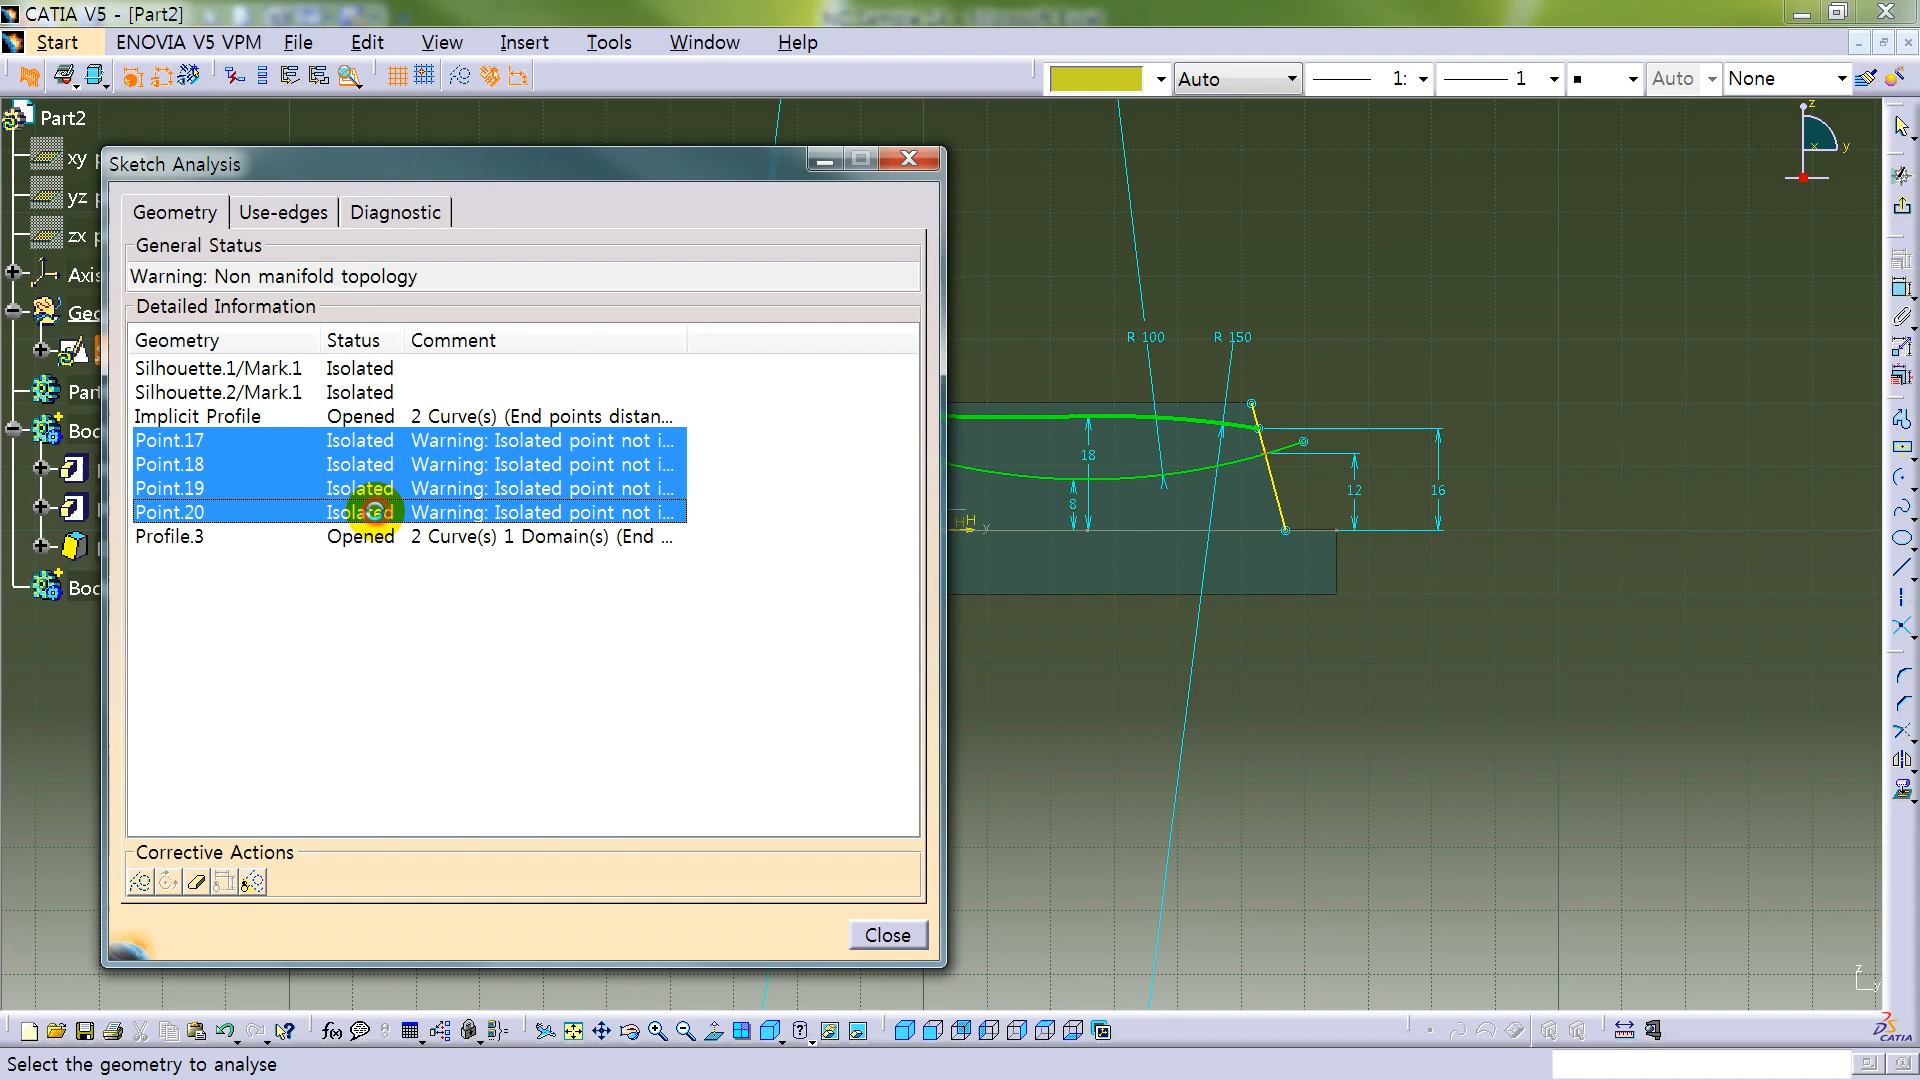 CATIA V5 - [Part2]
Start ENOVIA V5 VPM File Edit View Insert Tools Window Help
Auto 1: 1 Auto None
Part2
xy p
yz p
zx p
Axis
Geo
Part
Boc
Boc
Sketch Analysis
Geometry Use-edges Diagnostic
General Status
Warning: Non manifold topology
Detailed Information
Geometry Status Comment
Silhouette.1/Mark.1 Isolated
Silhouette.2/Mark.1 Isolated
Implicit Profile Opened 2 Curve(s) (End points distan...
Point.17 Isolated Warning: Isolated point not i...
Point.18 Isolated Warning: Isolated point not i...
Point.19 Isolated Warning: Isolated point not i...
Point.20 Isolated Warning: Isolated point not i...
Profile.3 Opened 2 Curve(s) 1 Domain(s) (End ...
Corrective Actions
Close
R 100 R 150
18
8
12
16
H
y
z
x
y
z
y
f(x)
CATIA
Select the geometry to analyse